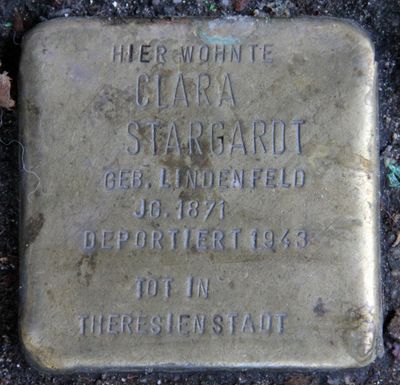 HIER WOHNTE
CLARA
STARGARDT
GEB. LINDENFELD
JG. 1871
DEPORTIERT 1943
TOT IN
THERESIENSTADT